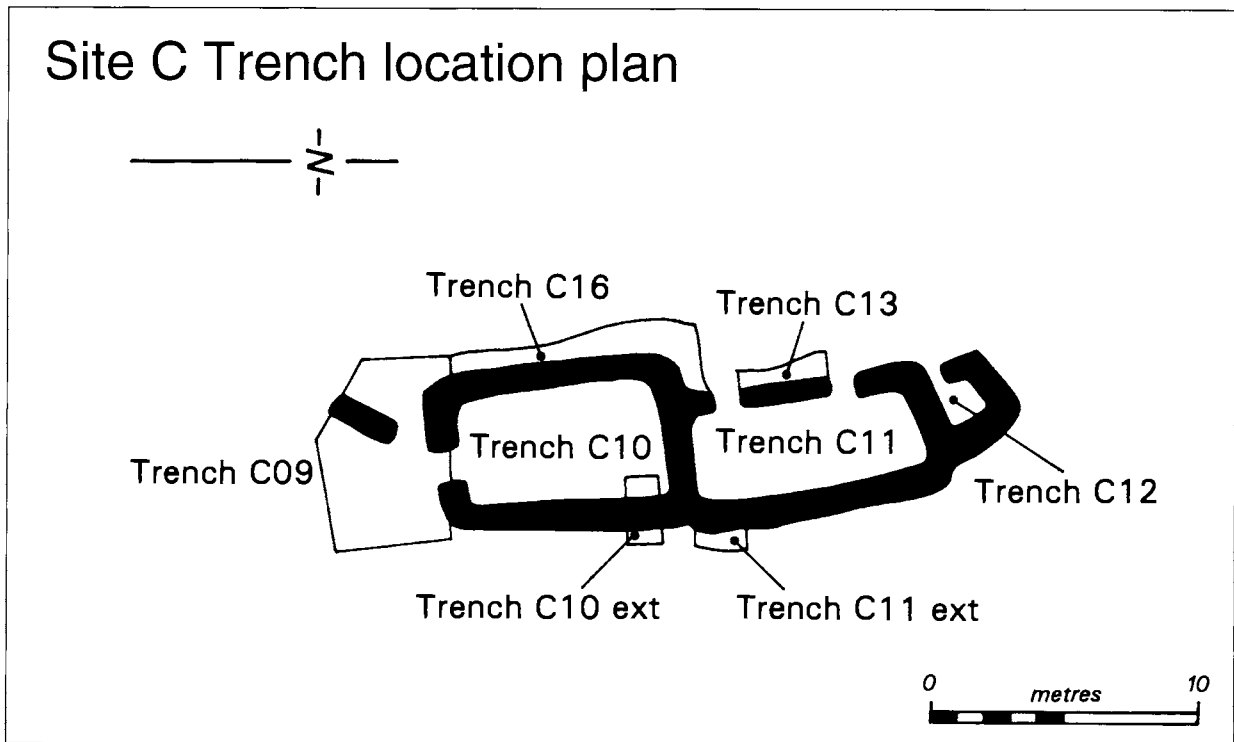 Site C Trench location plan
N
Trench C16
Trench C13
Trench C10
Trench C11
Trench C09
Trench C12
Trench C10 ext
Trench C11 ext
0 metres 10